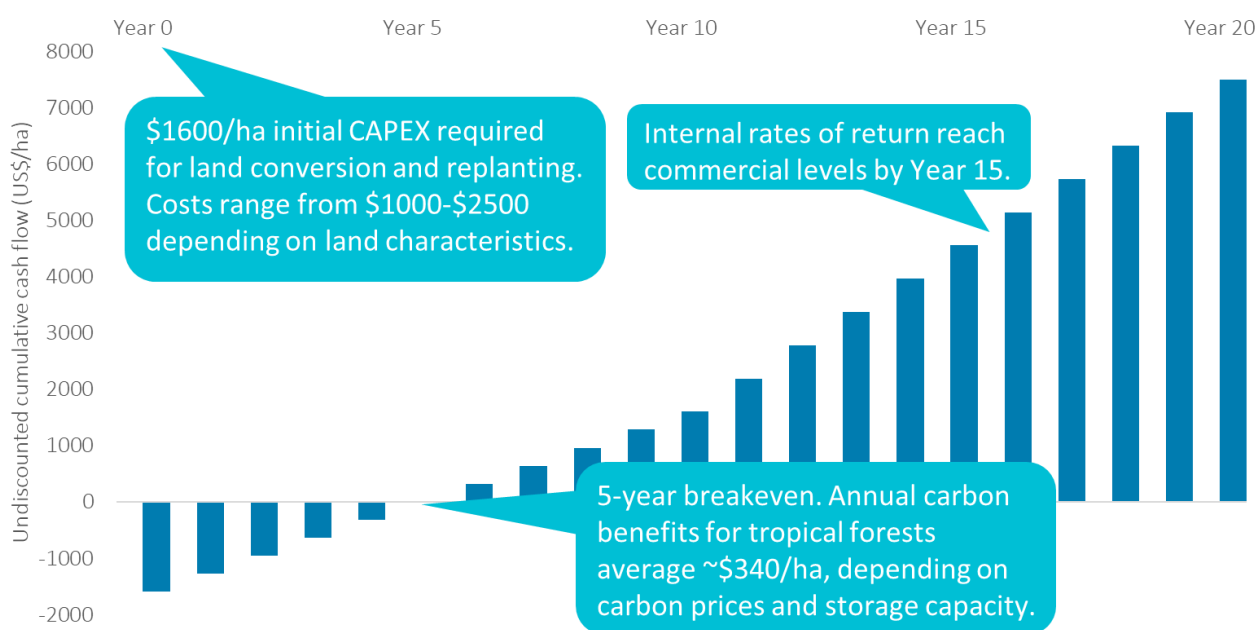 Year 0 Year 5 Year 10 Year 15 Year 20
Undiscounted cumulative cash flow (US$/ha)
8000
7000
6000
5000
4000
3000
2000
1000
0
-1000
-2000
$1600/ha initial CAPEX required
for land conversion and replanting.
Costs range from $1000-$2500
depending on land characteristics.
Internal rates of return reach
commercial levels by Year 15.
5-year breakeven. Annual carbon
benefits for tropical forests
average ~$340/ha, depending on
carbon prices and storage capacity.